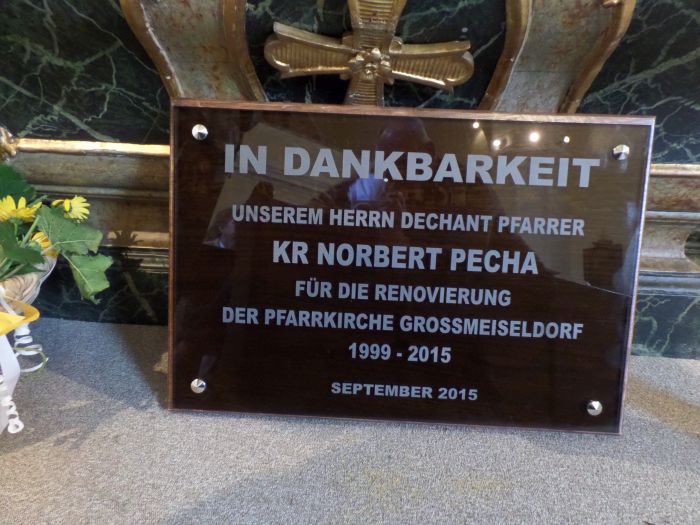 IN DANKBARKEIT
UNSEREM HERRN DECHANT PFARRER
KR NORBERT PECHA
FÜR DIE RENOVIERUNG
DER PFARRKIRCHE GROSSMEISELDORF
1999 - 2015
SEPTEMBER 2015